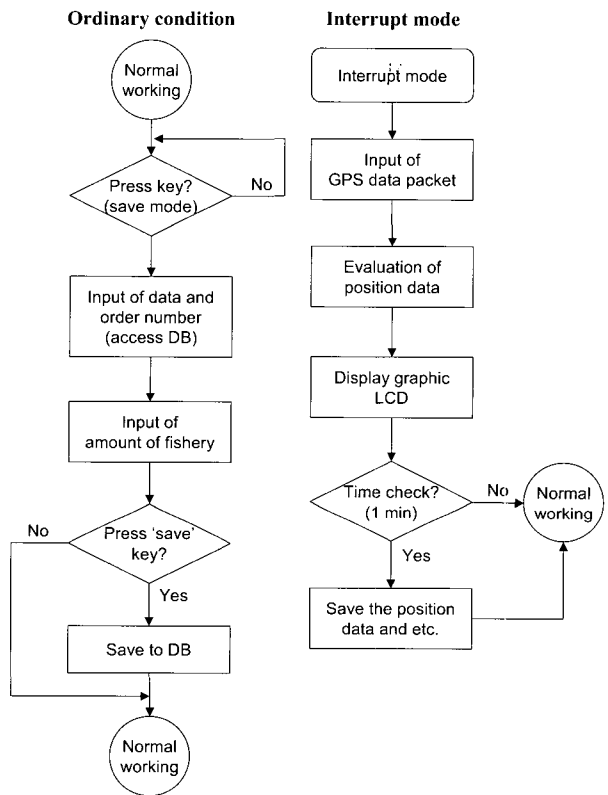 Ordinary condition
Normal
working
Press key?
(save mode)
No
Input of data and
order number
(access DB)
Input of
amount of fishery
Press ‘save’
key?
No
Yes
Save to DB
Normal
working
Interrupt mode
Interrupt mode
Input of
GPS data packet
Evaluation of
position data
Display graphic
LCD
Time check?
(1 min)
No
Normal
working
Yes
Save the position
data and etc.